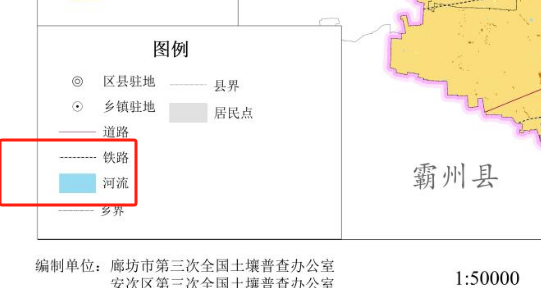 图例
区县驻地
县界
乡镇驻地
居民点
道路
铁路
河流
乡界
霸州县
编制单位：廊坊市第三次全国土壤普查办公室
安次区第三次全国土壤普查办公室
1:50000